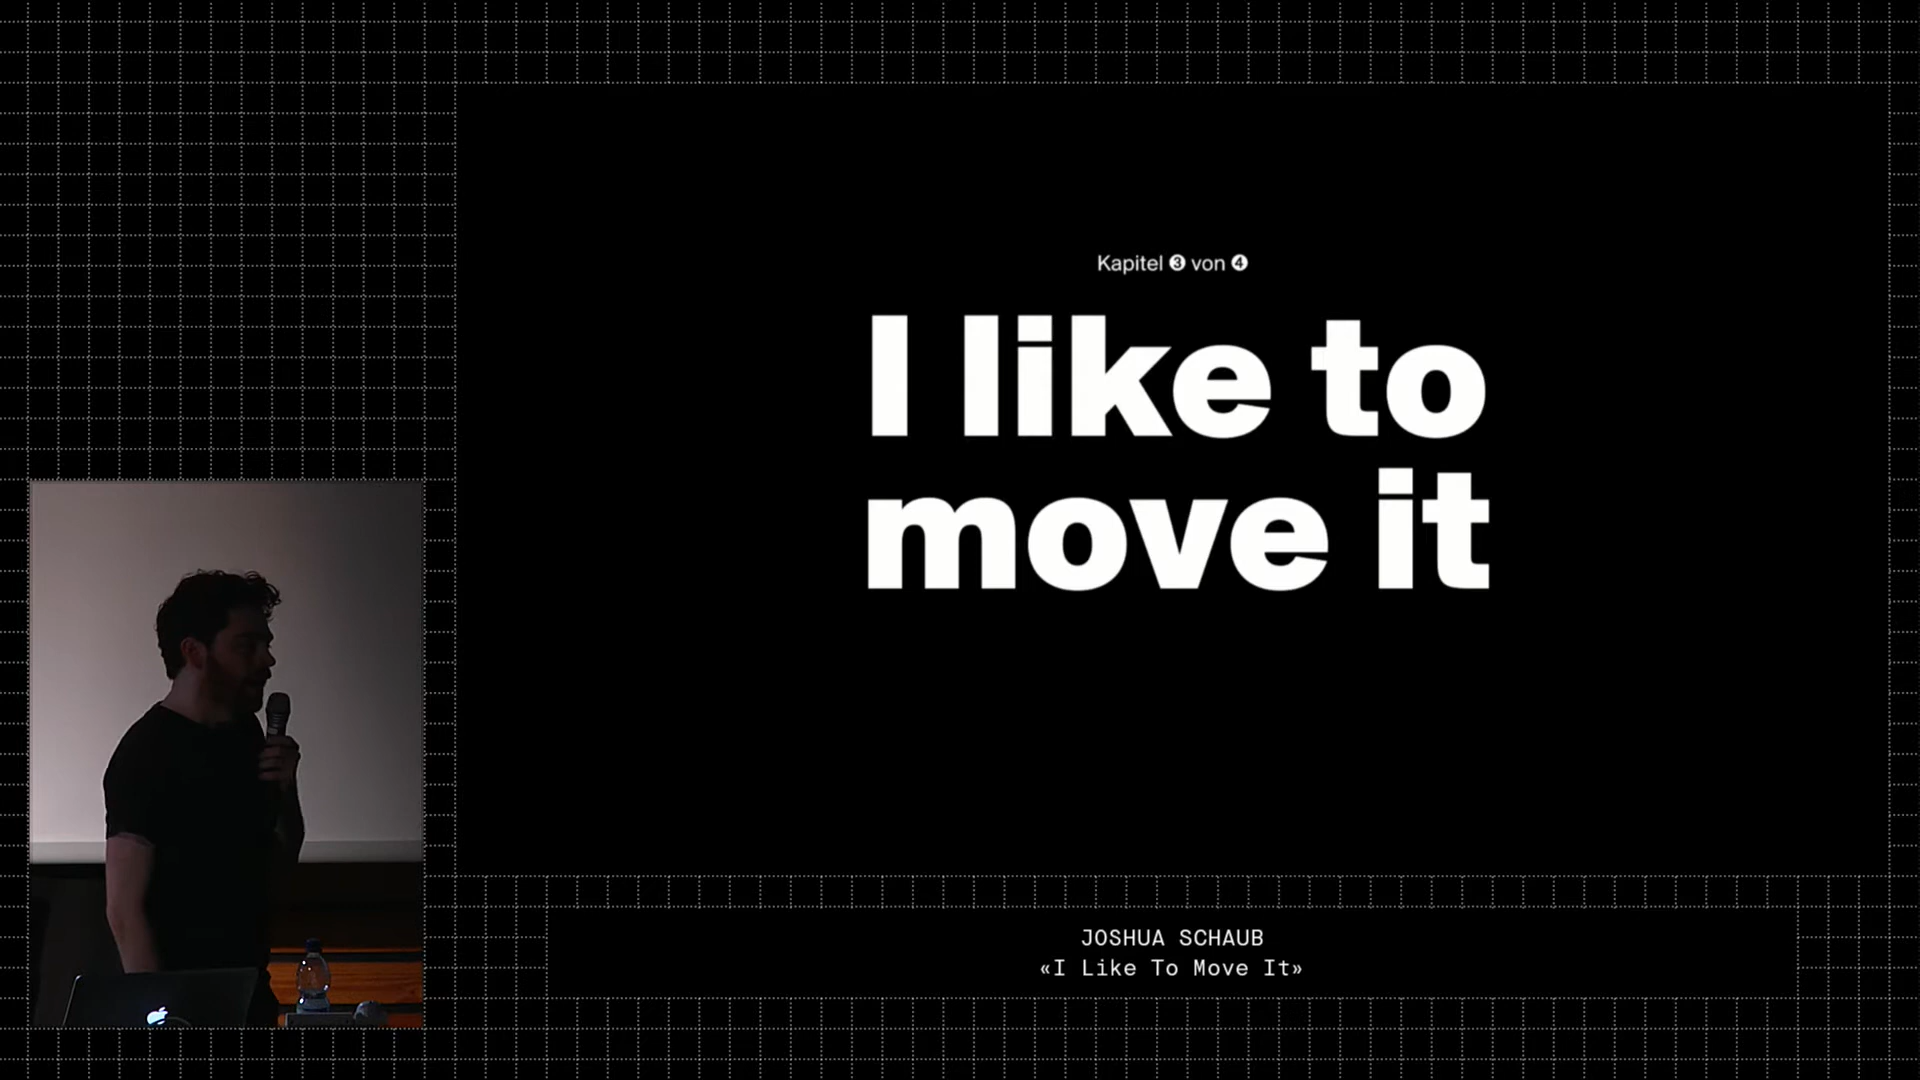 Kapitel ❸ von ❹
I like to
move it
JOSHUA SCHAUB
«I Like To Move It»